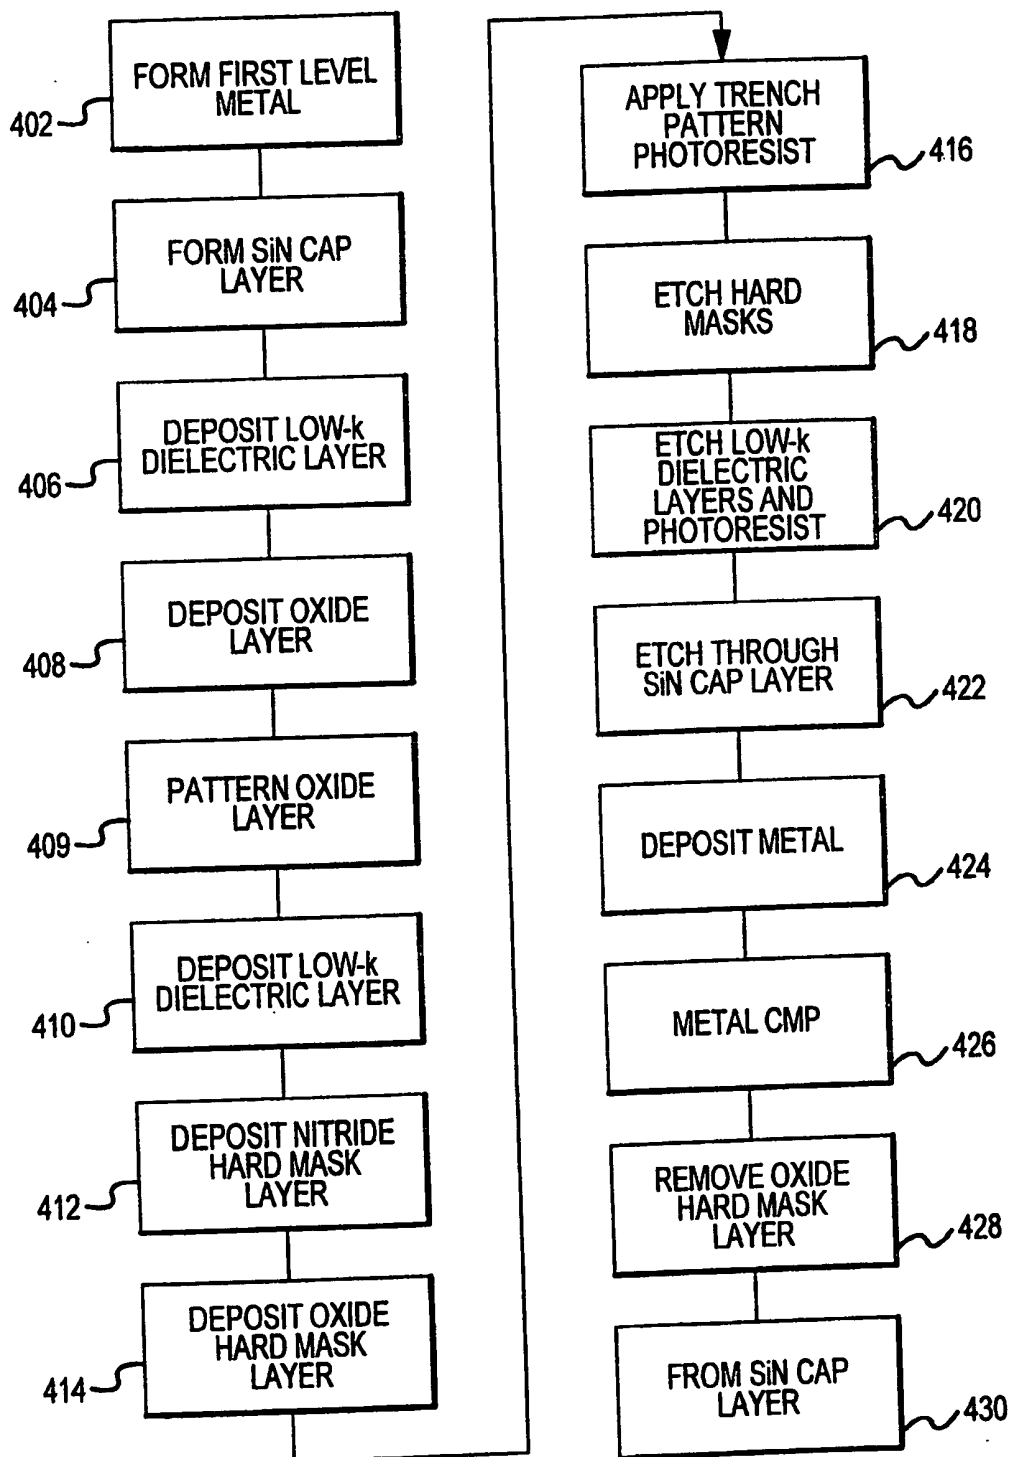 FORM FIRST LEVEL
METAL
402
FORM SiN CAP
LAYER
404
DEPOSIT LOW-k
DIELECTRIC LAYER
406
DEPOSIT OXIDE
LAYER
408
PATTERN OXIDE
LAYER
409
DEPOSIT LOW-k
DIELECTRIC LAYER
410
DEPOSIT NITRIDE
HARD MASK
LAYER
412
DEPOSIT OXIDE
HARD MASK
LAYER
414
APPLY TRENCH
PATTERN
PHOTORESIST
416
ETCH HARD
MASKS
418
ETCH LOW-k
DIELECTRIC
LAYERS AND
PHOTORESIST
420
ETCH THROUGH
SiN CAP LAYER
422
DEPOSIT METAL
424
METAL CMP
426
REMOVE OXIDE
HARD MASK
LAYER
428
FROM SiN CAP
LAYER
430